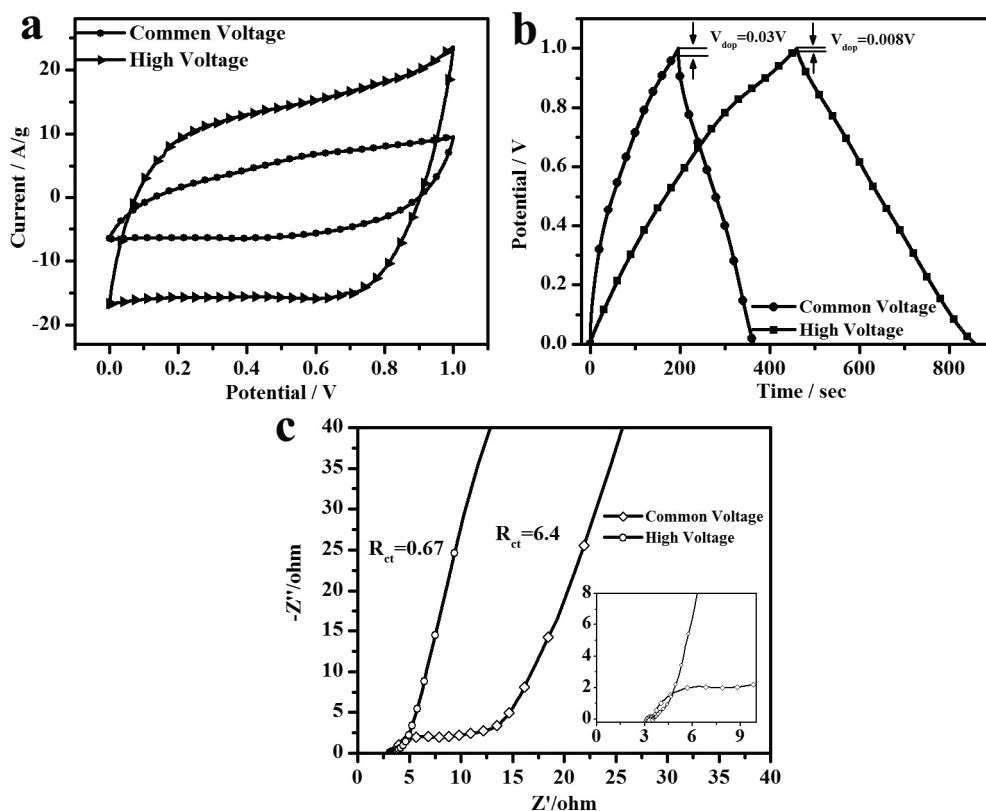 a
Commen Voltage
High Voltage
Current / A/g
20
10
0
-10
-20
0.0 0.2 0.4 0.6 0.8 1.0
Potential / V
b
V_dop=0.03V V_dop=0.008V
Potential / V
1.0
0.8
0.6
0.4
0.2
0.0
Common Voltage
High Voltage
0 200 400 600 800
Time / sec
c
-Z''/ohm
40
35
30
25
20
15
10
5
0
R_ct=0.67 R_ct=6.4
Common Voltage
High Voltage
8
6
4
2
0
0 3 6 9
0 5 10 15 20 25 30 35 40
Z'/ohm